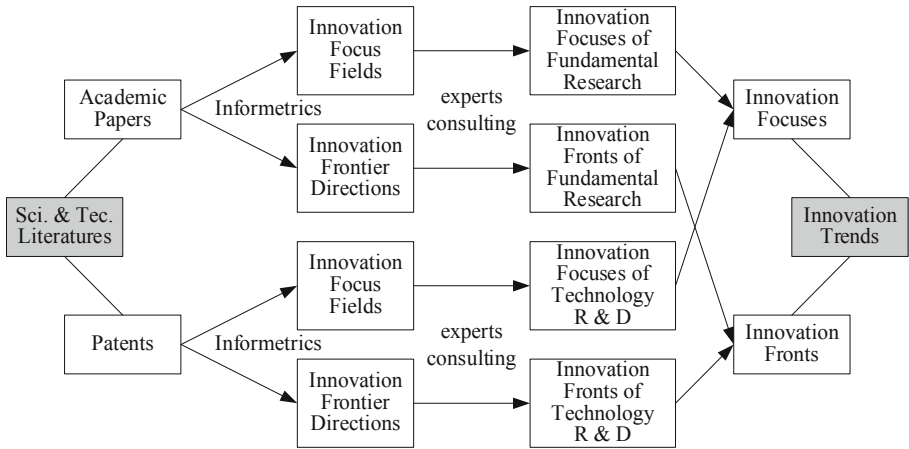 Sci. & Tec.
Literatures
Academic
Papers
Patents
Informetrics
Informetrics
Innovation
Focus
Fields
Innovation
Frontier
Directions
Innovation
Focus
Fields
Innovation
Frontier
Directions
experts
consulting
experts
consulting
Innovation
Focuses of
Fundamental
Research
Innovation
Fronts of
Fundamental
Research
Innovation
Focuses of
Technology
R & D
Innovation
Fronts of
Technology
R & D
Innovation
Focuses
Innovation
Fronts
Innovation
Trends